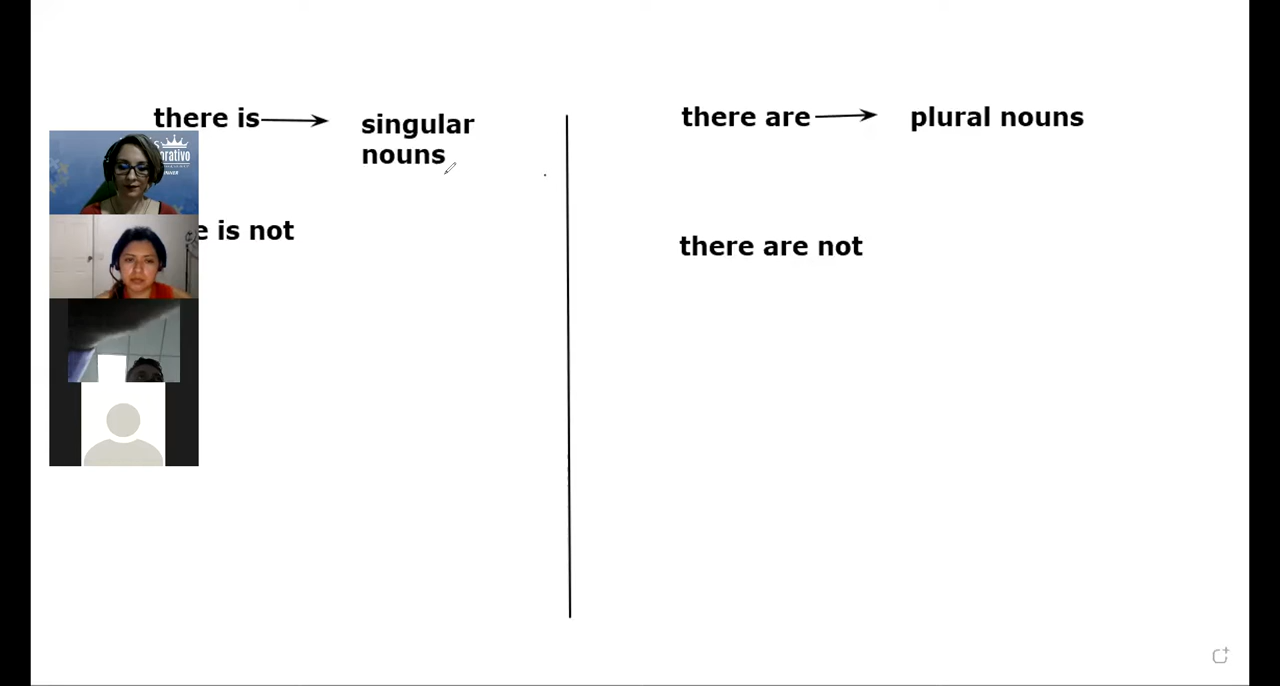 there is
singular
nouns
e is not
there are
plural nouns
there are not